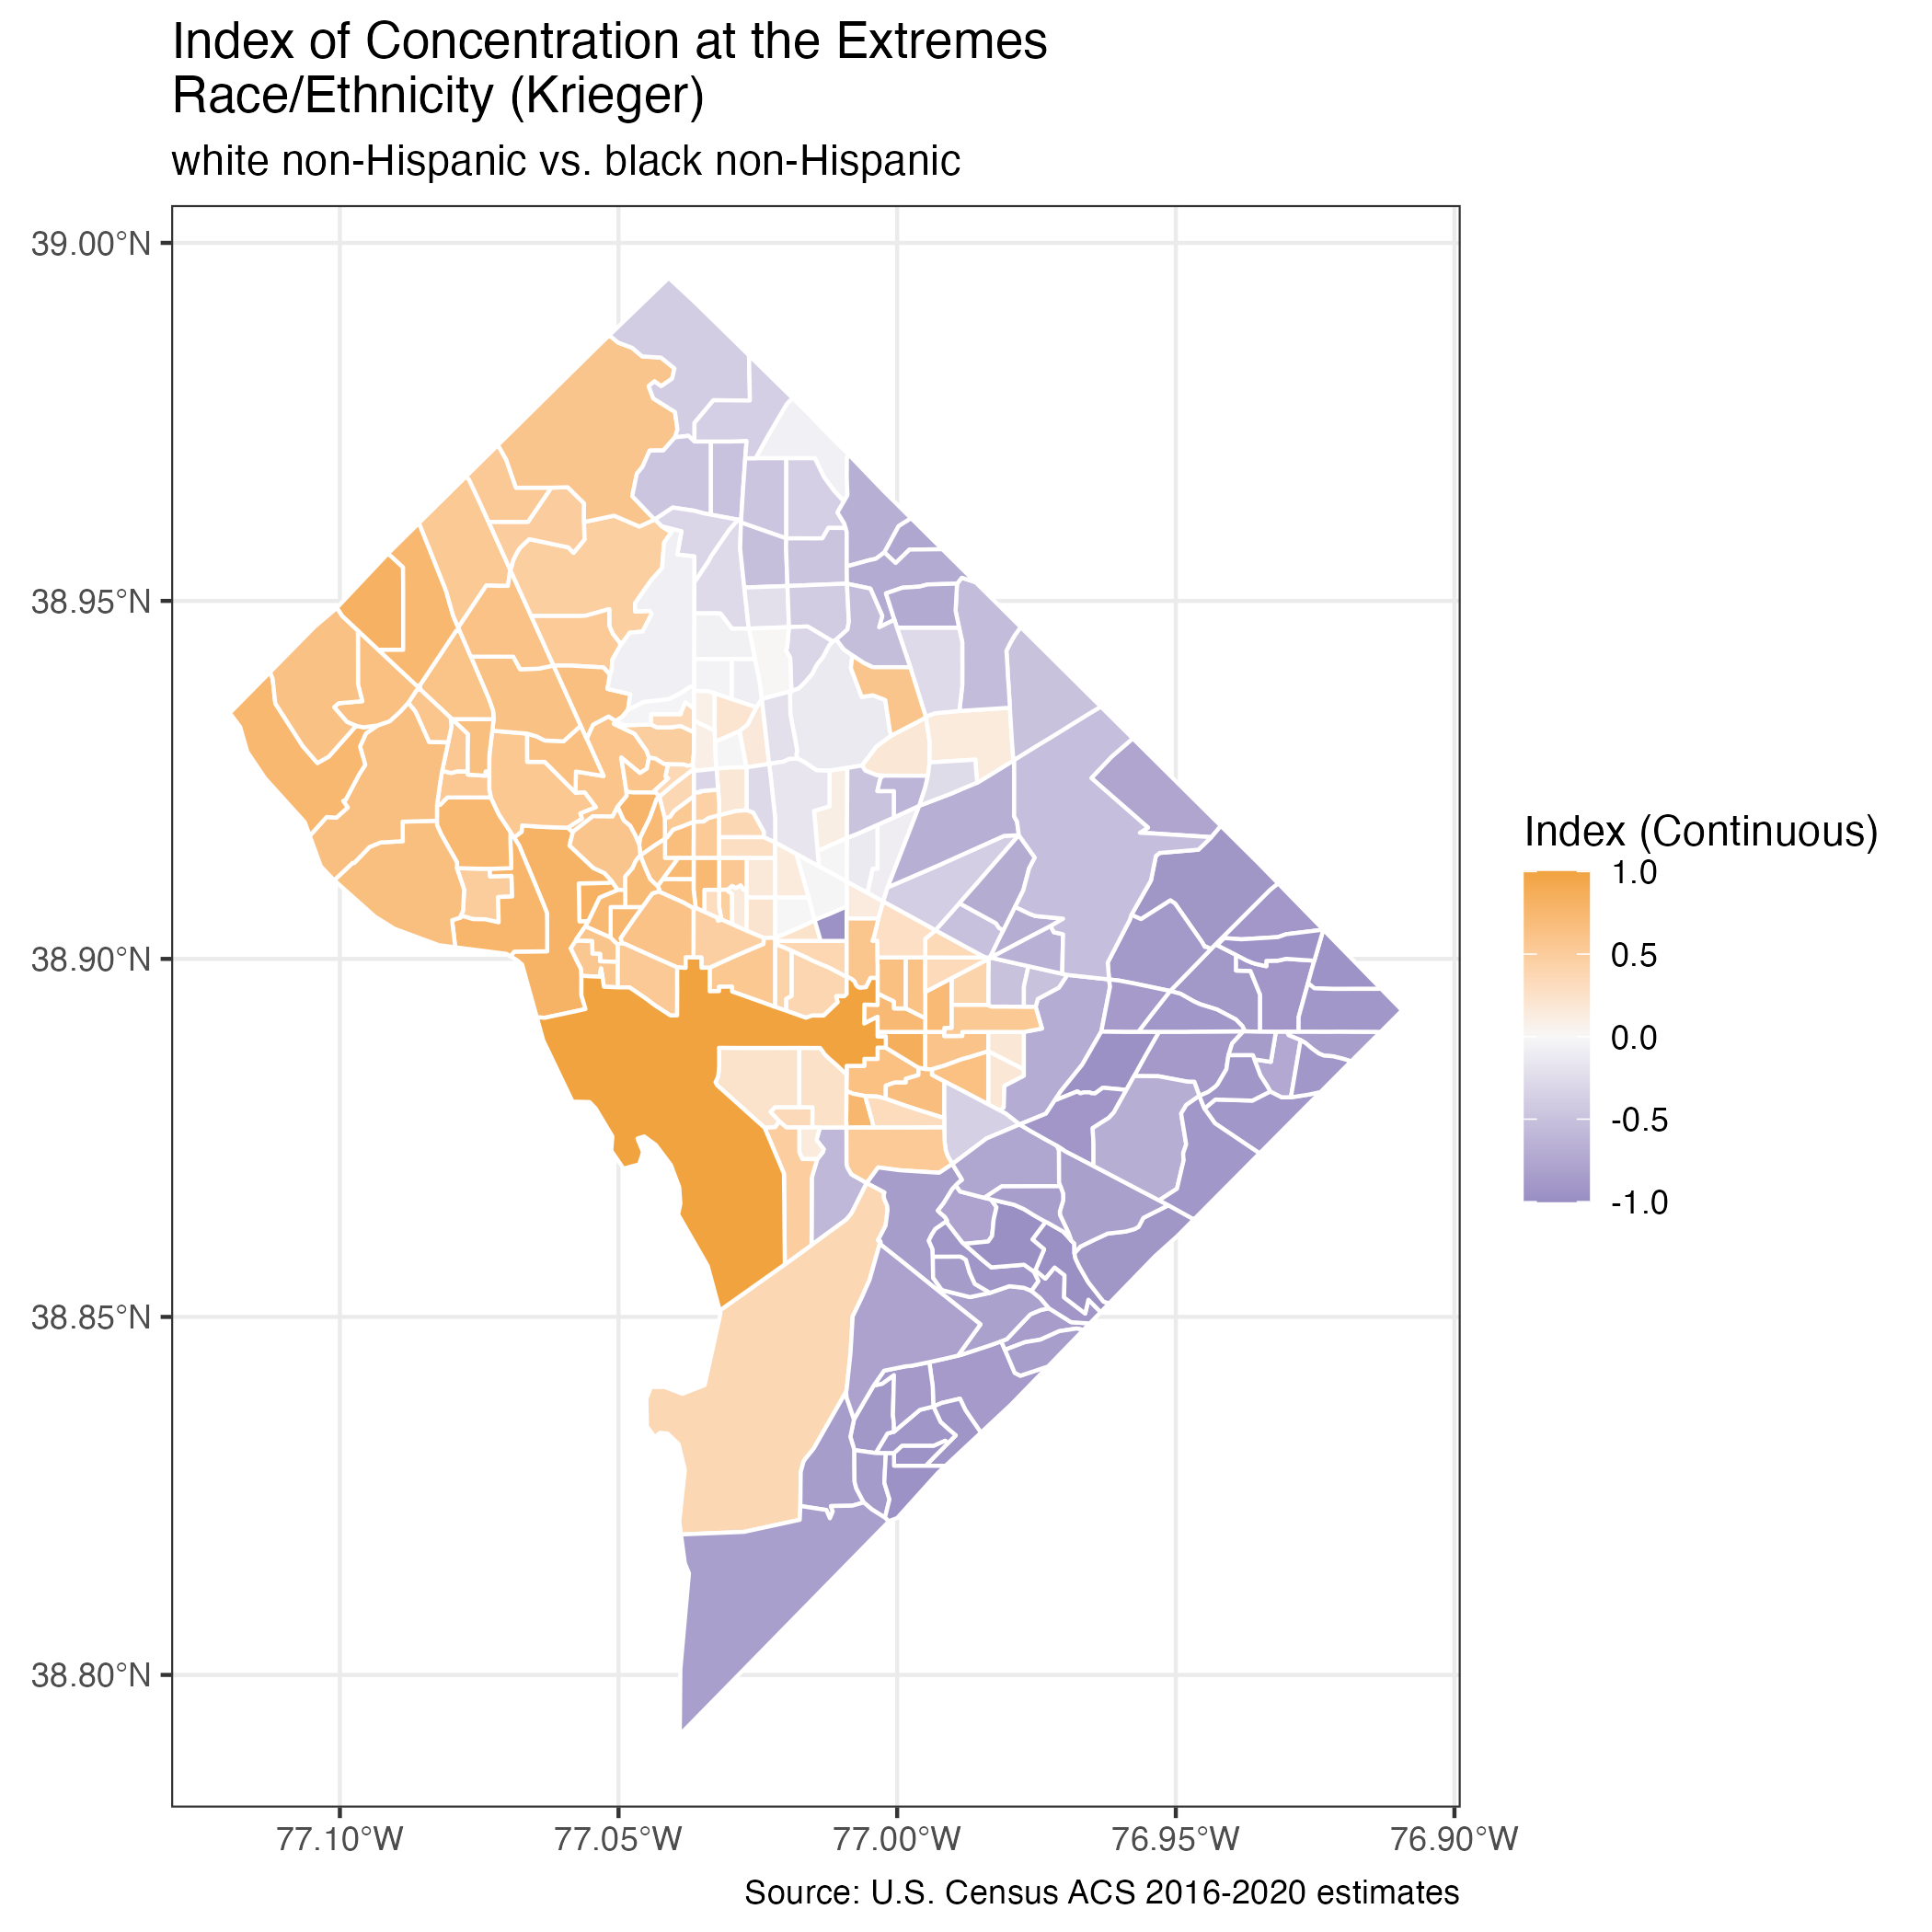 Index of Concentration at the Extremes
Race/Ethnicity (Krieger)
white non-Hispanic vs. black non-Hispanic
39.00°N
38.95°N
38.90°N
38.85°N
38.80°N
77.10°W
77.05°W
77.00°W
76.95°W
76.90°W
Index (Continuous)
1.0
0.5
0.0
-0.5
-1.0
Source: U.S. Census ACS 2016-2020 estimates